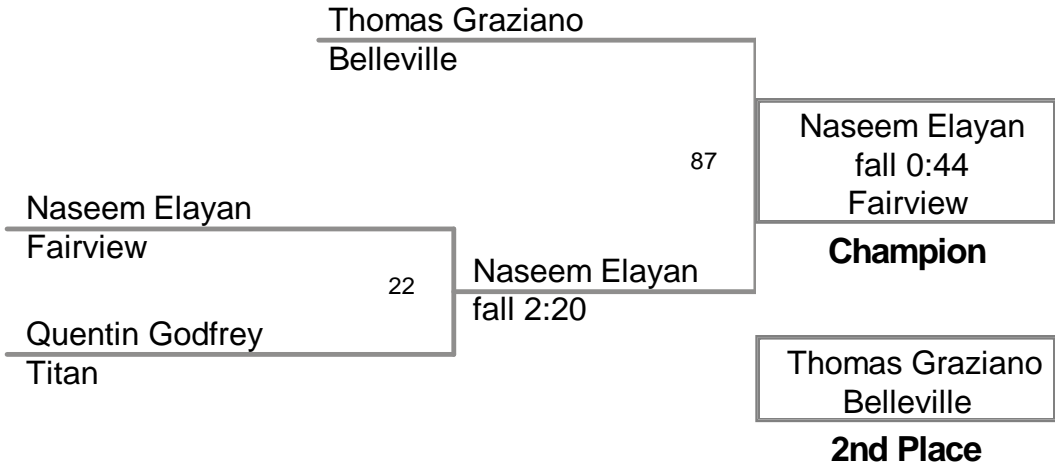 Thomas Graziano
Belleville
87
Naseem Elayan
fall 0:44
Fairview
Champion
Naseem Elayan
Fairview
22
Naseem Elayan
fall 2:20
Quentin Godfrey
Titan
Thomas Graziano
Belleville
2nd Place